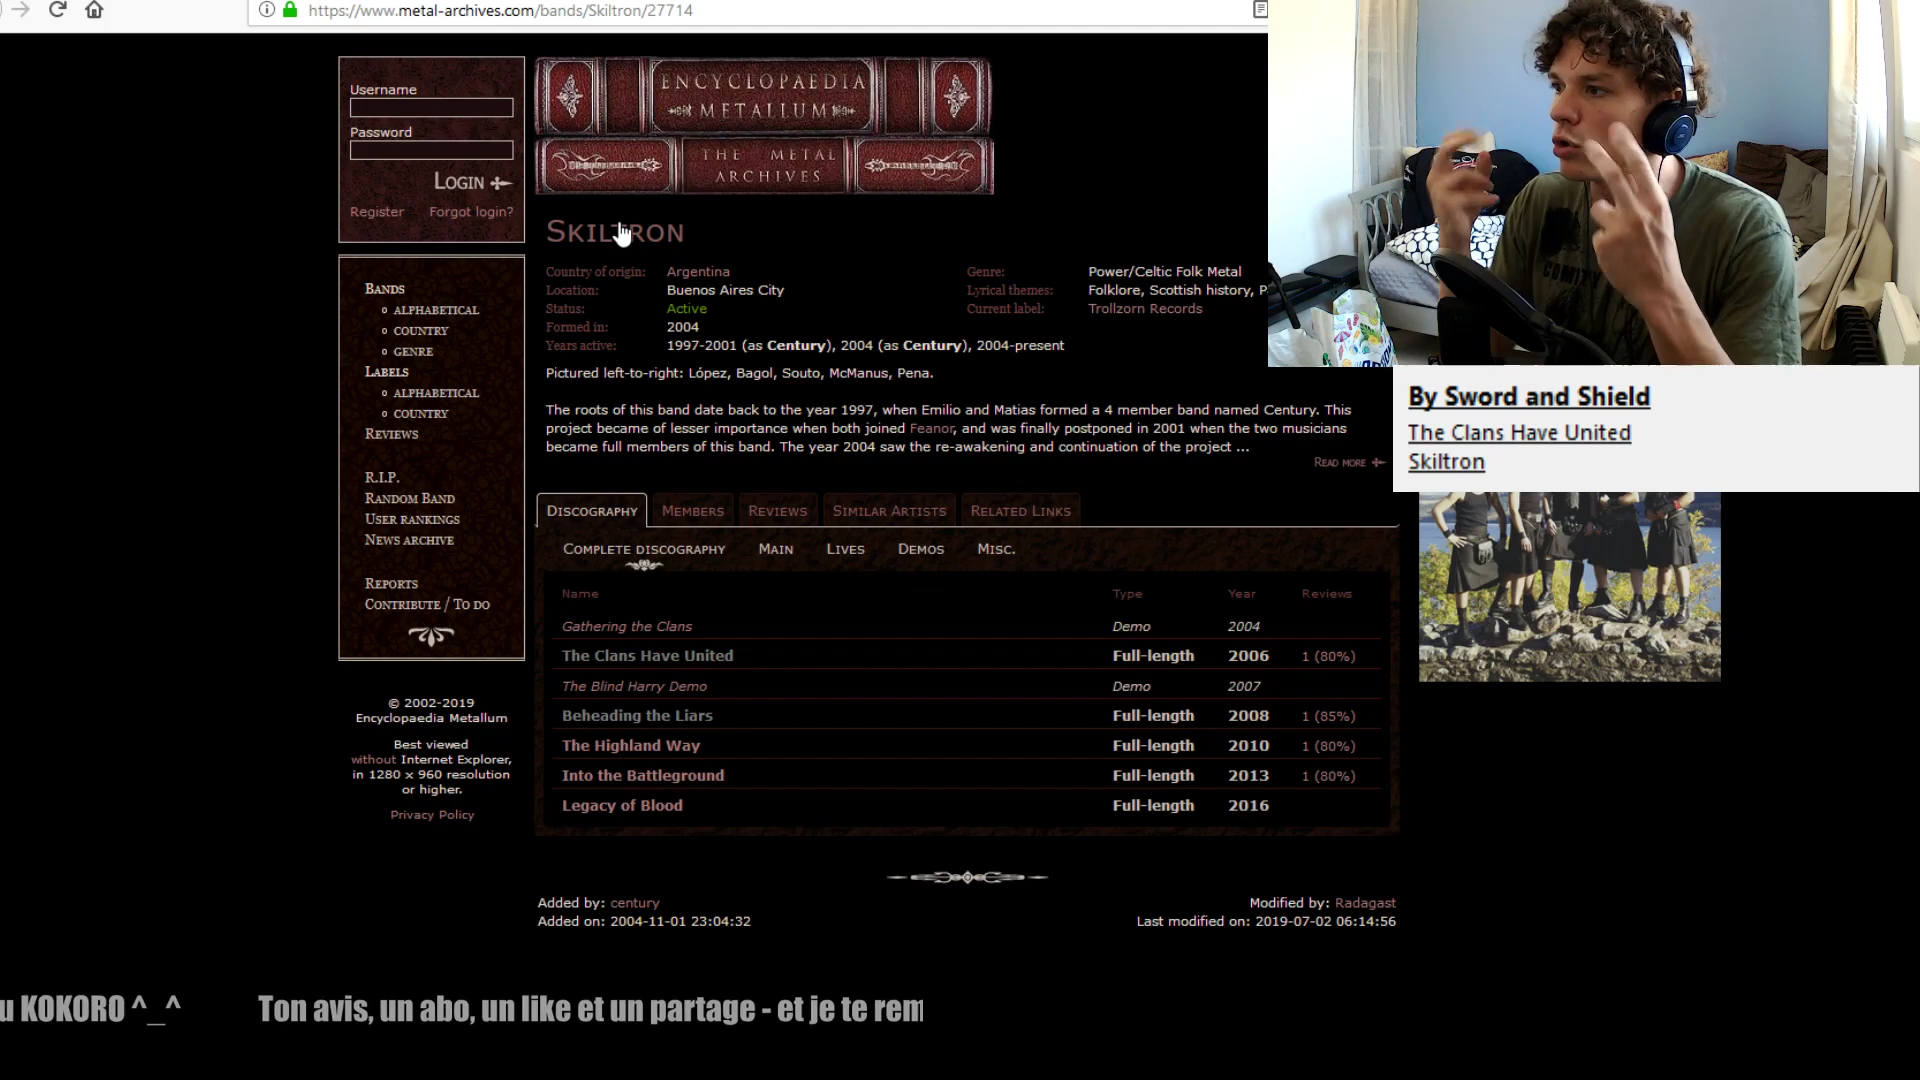 https://www.metal-archives.com/bands/Skiltron/27714
Username
Password
LOGIN
Register Forgot login?
BANDS
ALPHABETICAL
COUNTRY
GENRE
LABELS
ALPHABETICAL
COUNTRY
REVIEWS
R.I.P.
RANDOM BAND
USER RANKINGS
NEWS ARCHIVE
REPORTS
CONTRIBUTE / TO DO
© 2002-2019
Encyclopaedia Metallum
Best viewed
without Internet Explorer,
in 1280 x 960 resolution
or higher.
Privacy Policy
ENCYCLOPAEDIA
METALLUM
THE METAL
ARCHIVES
SKILTRON
Country of origin: Argentina
Location: Buenos Aires City
Status: Active
Formed in: 2004
Years active: 1997-2001 (as Century), 2004 (as Century), 2004-present
Genre: Power/Celtic Folk Metal
Lyrical themes: Folklore, Scottish history, P
Current label: Trollzorn Records
Pictured left-to-right: López, Bagol, Souto, McManus, Pena.
The roots of this band date back to the year 1997, when Emilio and Matias formed a 4 member band named Century. This
project became of lesser importance when both joined Feanor, and was finally postponed in 2001 when the two musicians
became full members of this band. The year 2004 saw the re-awakening and continuation of the project ...
READ MORE
DISCOGRAPHY MEMBERS REVIEWS SIMILAR ARTISTS RELATED LINKS
COMPLETE DISCOGRAPHY MAIN LIVES DEMOS MISC.
Name Type Year Reviews
Gathering the Clans Demo 2004
The Clans Have United Full-length 2006 1 (80%)
The Blind Harry Demo Demo 2007
Beheading the Liars Full-length 2008 1 (85%)
The Highland Way Full-length 2010 1 (80%)
Into the Battleground Full-length 2013 1 (80%)
Legacy of Blood Full-length 2016
Added by: century
Added on: 2004-11-01 23:04:32
Modified by: Radagast
Last modified on: 2019-07-02 06:14:56
By Sword and Shield
The Clans Have United
Skiltron
u KOKORO ^_^ Ton avis, un abo, un like et un partage - et je te rem